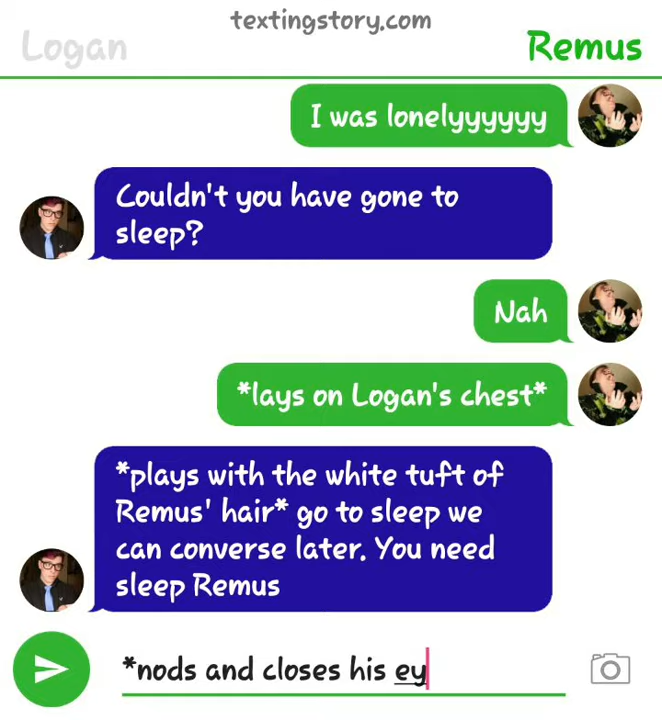 textingstory.com
Logan
Remus
I was lonelyyyyyy
Couldn't you have gone to
sleep?
Nah
*lays on Logan's chest*
*plays with the white tuft of
Remus' hair* go to sleep we
can converse later. You need
sleep Remus
*nods and closes his ey